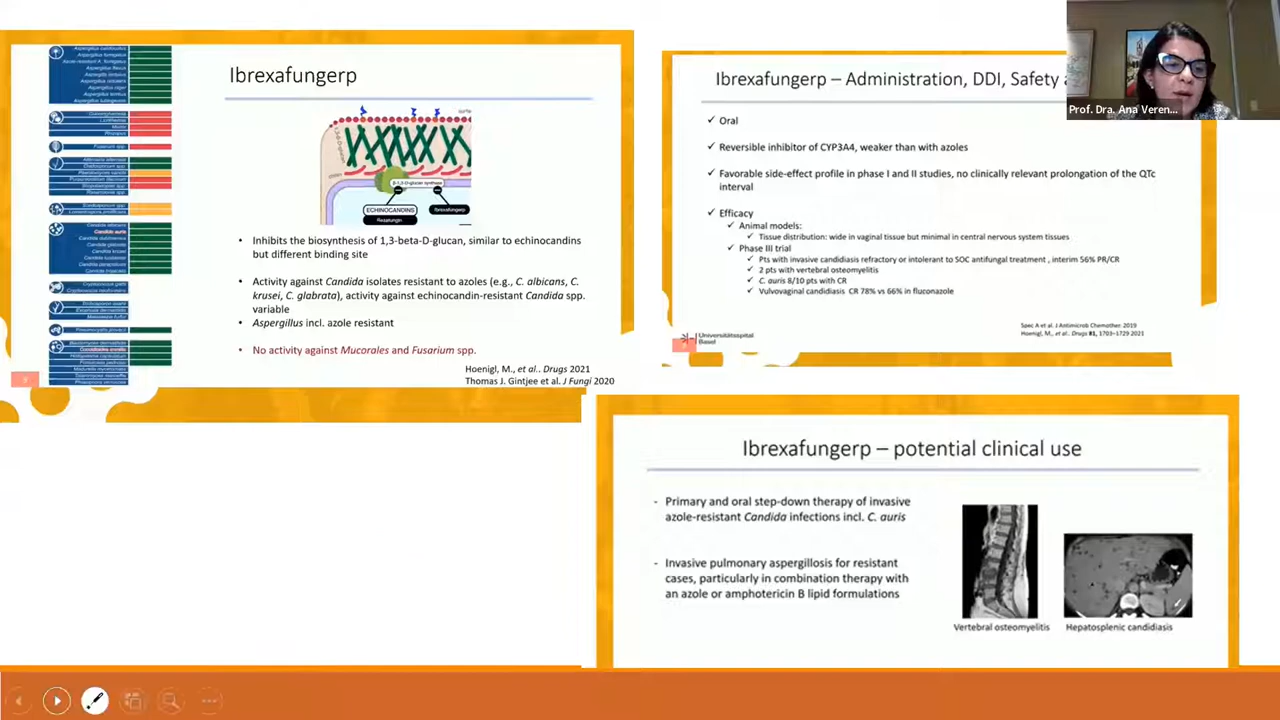 Ibrexafungerp
ECHINOCANDINS
Ibrexafungerp
Rezafungin
• Inhibits the biosynthesis of 1,3-beta-D-glucan, similar to echinocandins
but different binding site
• Activity against Candida isolates resistant to azoles (e.g., C. albicans, C.
krusei, C. glabrata), activity against echinocandin-resistant Candida spp.
variable
• Aspergillus incl. azole resistant
• No activity against Mucorales and Fusarium spp.
Hoenigl, M., et al.. Drugs 2021
Thomas J. Gintjee et al. J Fungi 2020
Ibrexafungerp – Administration, DDI, Safety
Prof. Dra. Ana Veren...
✓ Oral
✓ Reversible inhibitor of CYP3A4, weaker than with azoles
✓ Favorable side-effect profile in phase I and II studies, no clinically relevant prolongation of the QTc
interval
✓ Efficacy
✓ Animal models:
✓ Tissue distribution: wide in vaginal tissue but minimal in central nervous system tissues
✓ Phase III trial
✓ Pts with invasive candidiasis refractory or intolerant to SOC antifungal treatment , interim 56% PR/CR
✓ 2 pts with vertebral osteomyelitis
✓ C. auris 8/10 pts with CR
✓ Vulvovaginal candidiasis CR 78% vs 66% in fluconazole
Universitätsspital
Basel
Spec A et al. J Antimicrob Chemother. 2019
Hoenigl, M., et al.. Drugs 81, 1703–1729 2021
Ibrexafungerp – potential clinical use
- Primary and oral step-down therapy of invasive
azole-resistant Candida infections incl. C. auris
- Invasive pulmonary aspergillosis for resistant
cases, particularly in combination therapy with
an azole or amphotericin B lipid formulations
Vertebral osteomyelitis
Hepatosplenic candidiasis